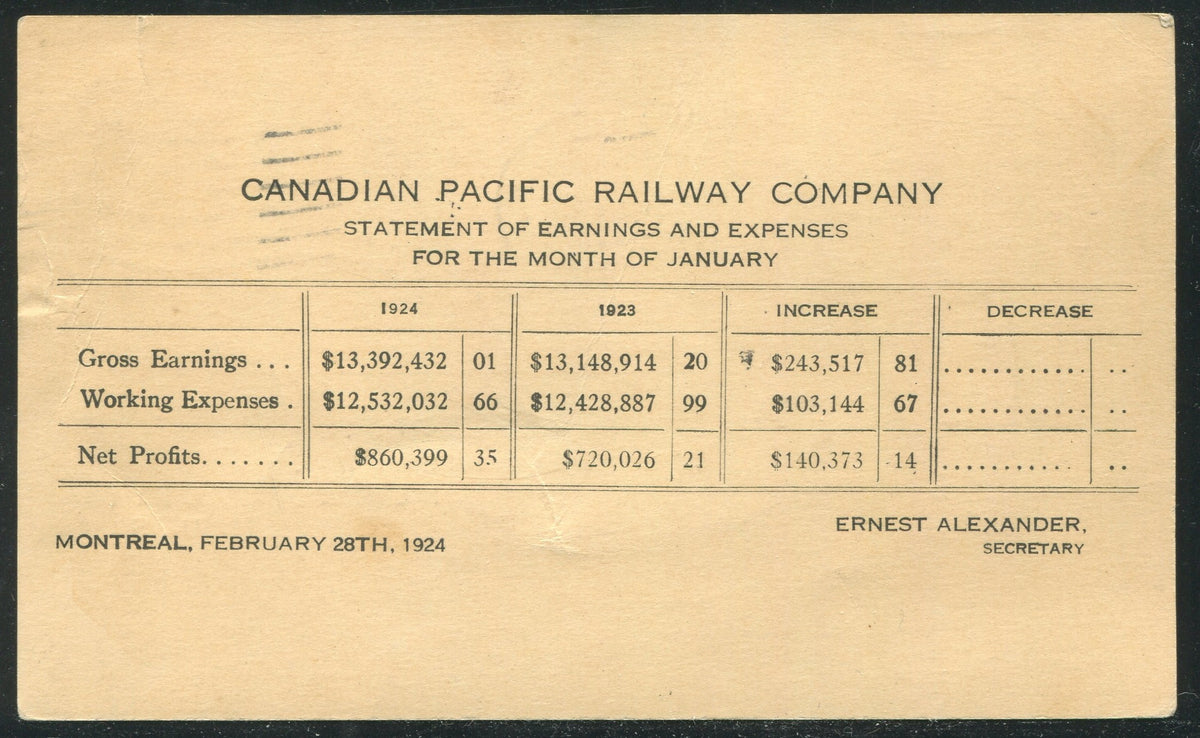 CANADIAN PACIFIC RAILWAY COMPANY
STATEMENT OF EARNINGS AND EXPENSES
FOR THE MONTH OF JANUARY
1924 1923 INCREASE DECREASE
Gross Earnings ... $13,392,432 01 $13,148,914 20 $243,517 81 ............ ..
Working Expenses . $12,532,032 66 $12,428,887 99 $103,144 67 ............ ..
Net Profits....... $860,399 35 $720,026 21 $140,373 14 ............ ..
MONTREAL, FEBRUARY 28TH, 1924
ERNEST ALEXANDER,
SECRETARY